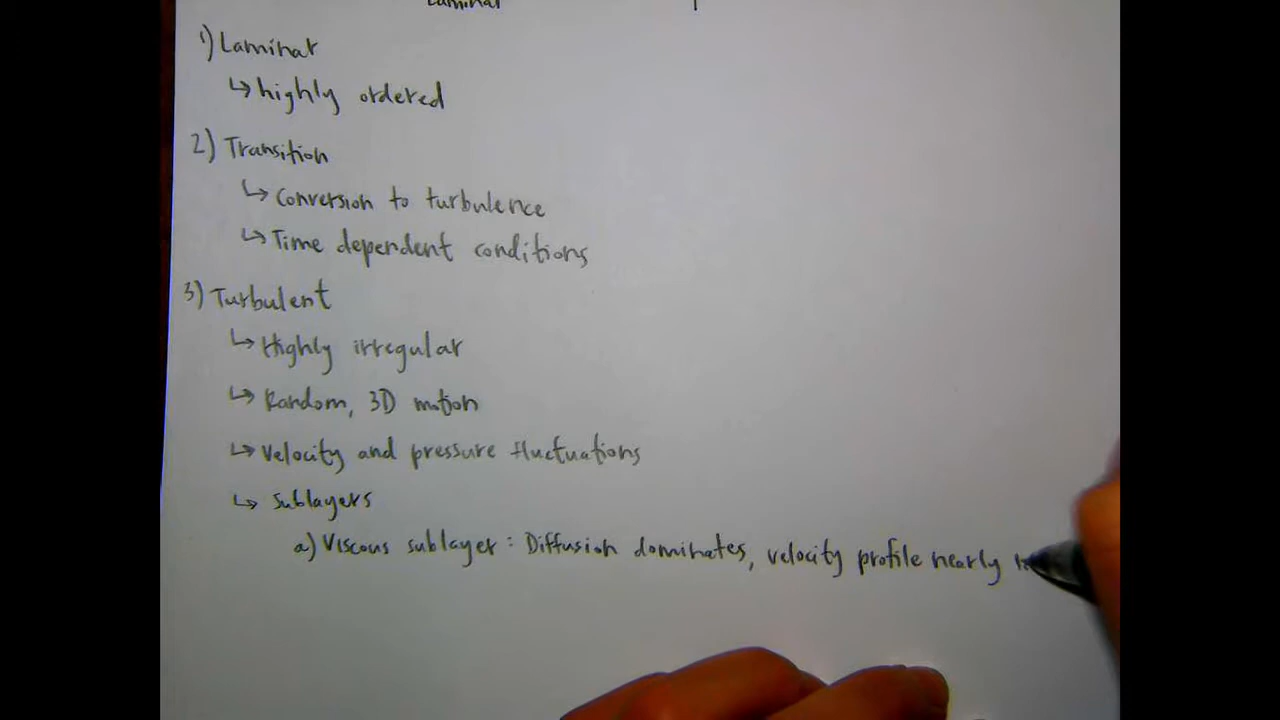 Laminar
1) Laminar
↳ highly ordered
2) Transition
↳ Conversion to turbulence
↳ Time dependent conditions
3) Turbulent
↳ Highly irregular
↳ Random, 3D motion
↳ Velocity and pressure fluctuations
↳ Sublayers
a) Viscous sublayer: Diffusion dominates, velocity profile nearly